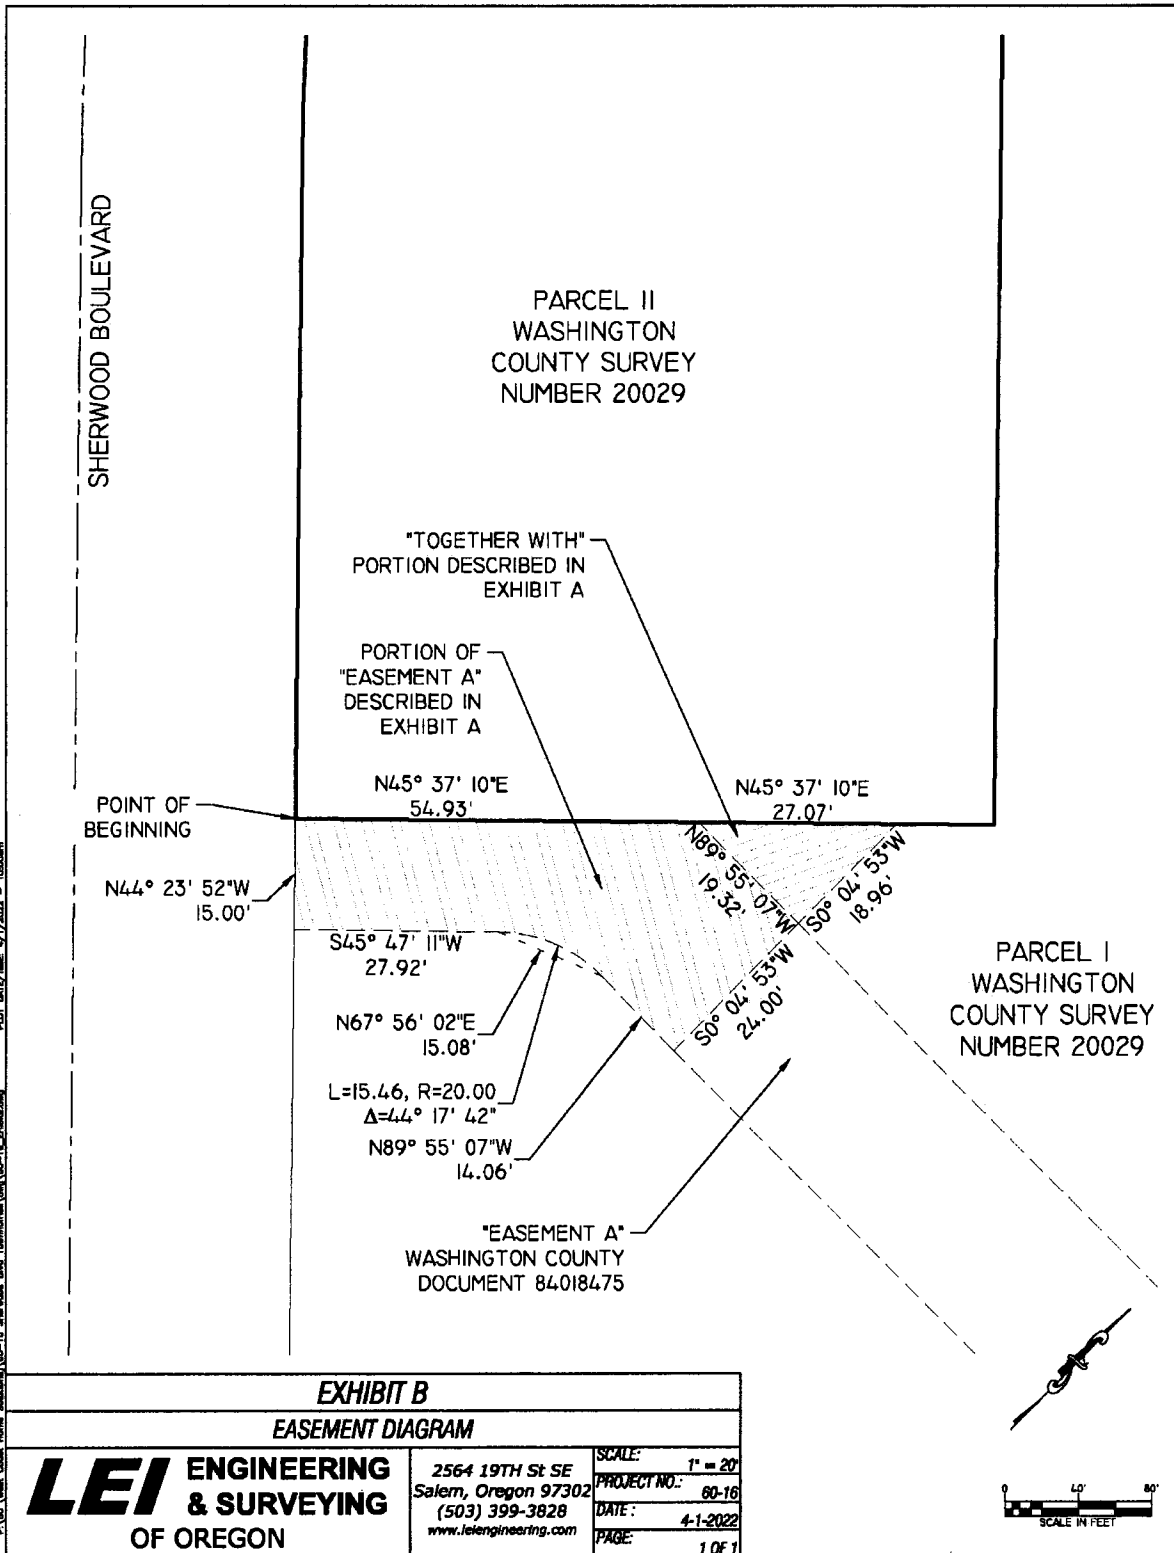 SHERWOOD BOULEVARD
PARCEL II
WASHINGTON
COUNTY SURVEY
NUMBER 20029
"TOGETHER WITH"
PORTION DESCRIBED IN
EXHIBIT A
PORTION OF
"EASEMENT A"
DESCRIBED IN
EXHIBIT A
N45° 37' 10"E
54.93'
N45° 37' 10"E
27.07'
POINT OF
BEGINNING
N44° 23' 52"W
15.00'
N89° 55' 07"W
19.32'
S0° 04' 53"W
18.96'
S45° 47' 11"W
27.92'
S0° 04' 53"W
24.00'
PARCEL I
WASHINGTON
COUNTY SURVEY
NUMBER 20029
N67° 56' 02"E
15.08'
L=15.46, R=20.00
Δ=44° 17' 42"
N89° 55' 07"W
14.06'
"EASEMENT A"
WASHINGTON COUNTY
DOCUMENT 84018475
EXHIBIT B
EASEMENT DIAGRAM
LEI ENGINEERING
& SURVEYING
OF OREGON
2564 19TH St SE
Salem, Oregon 97302
(503) 399-3828
www.leiengineering.com
SCALE: 1" = 20'
PROJECT NO.: 60-16
DATE: 4-1-2022
PAGE: 1 OF 1
0 40' 80'
SCALE IN FEET